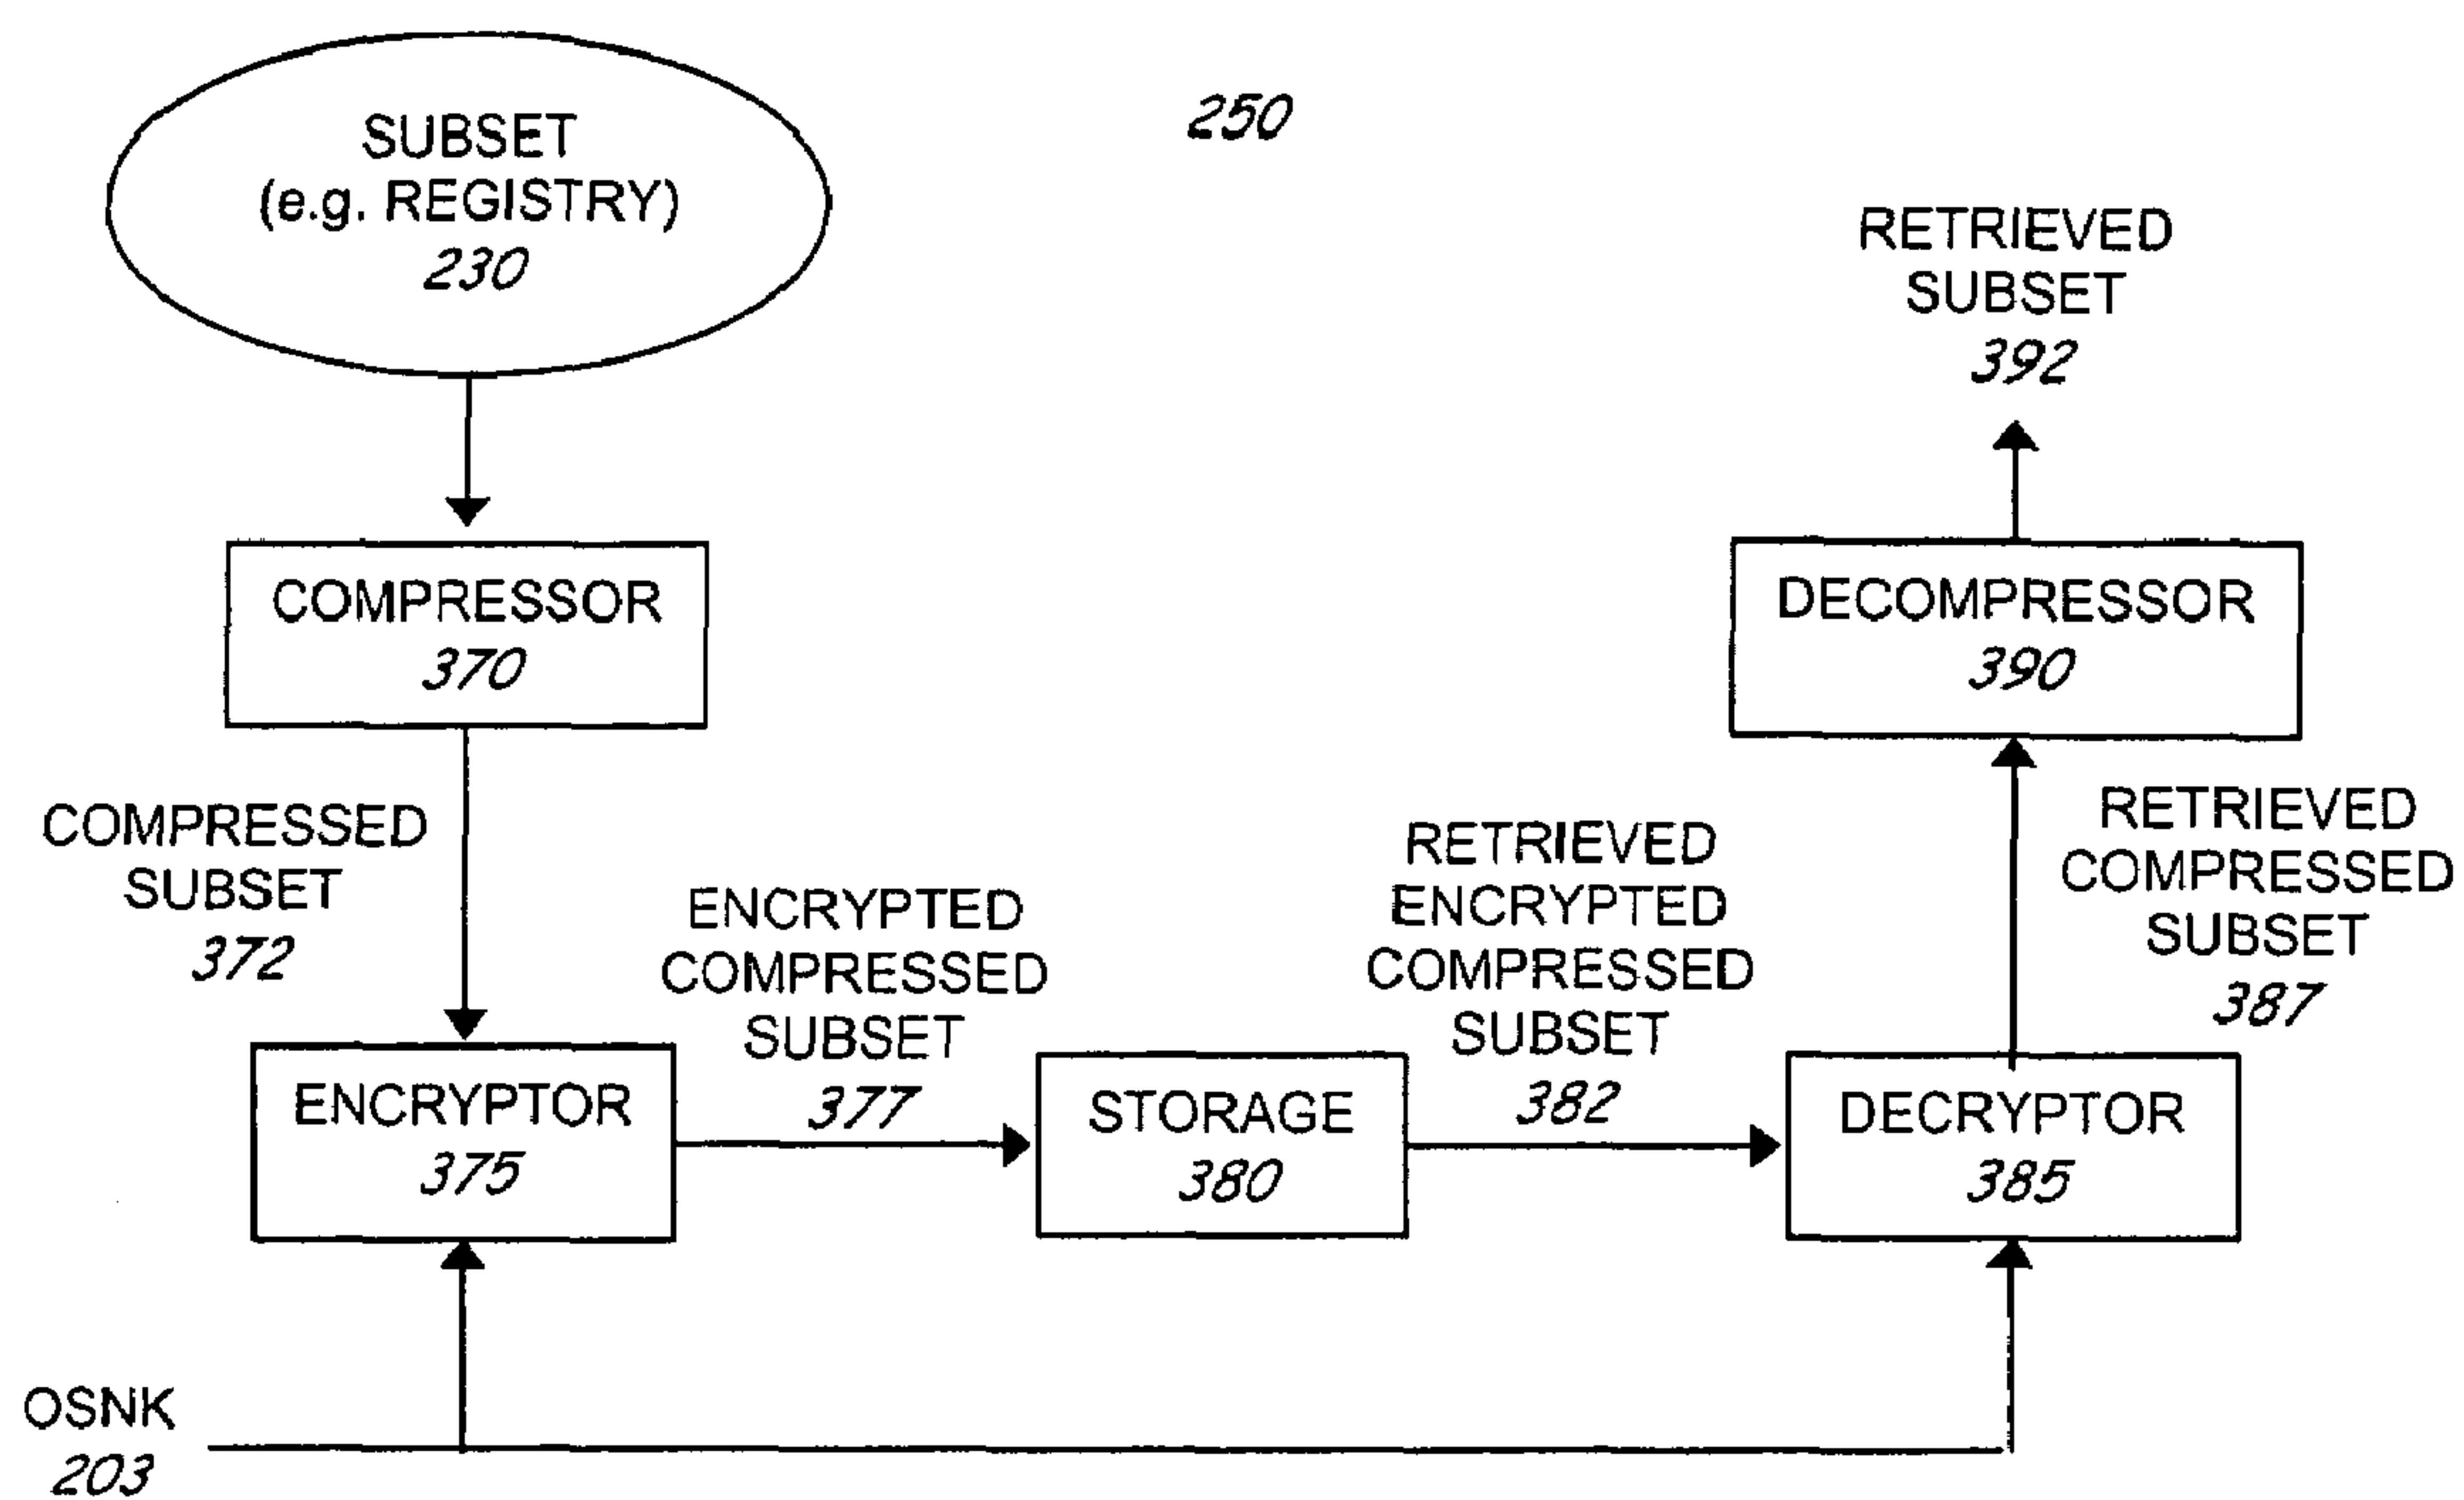 SUBSET
(e.g. REGISTRY)
230
250
RETRIEVED
SUBSET
392
COMPRESSOR
370
DECOMPRESSOR
390
COMPRESSED
SUBSET
372
ENCRYPTED
COMPRESSED
SUBSET
377
RETRIEVED
ENCRYPTED
COMPRESSED
SUBSET
382
RETRIEVED
COMPRESSED
SUBSET
387
ENCRYPTOR
375
STORAGE
380
DECRYPTOR
385
OSNK
203